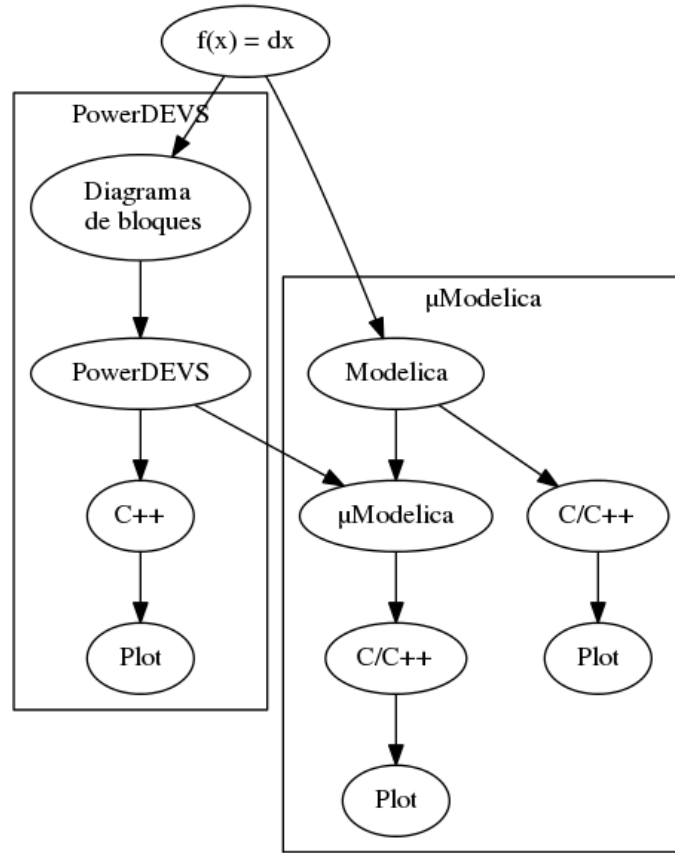 f(x) = dx
PowerDEVS
Diagrama
de bloques
µModelica
PowerDEVS
Modelica
C++
µModelica
C/C++
Plot
C/C++
Plot
Plot